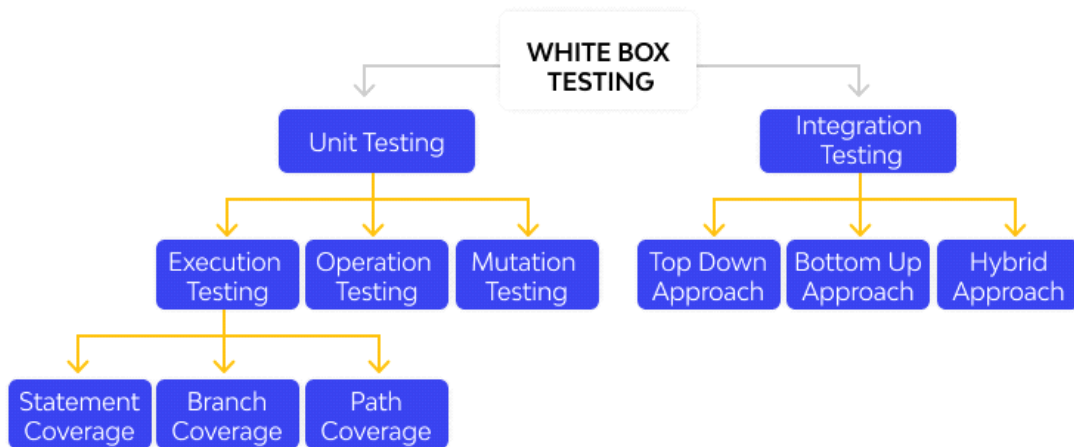 WHITE BOX
TESTING
Unit Testing
Integration
Testing
Execution
Testing
Operation
Testing
Mutation
Testing
Top Down
Approach
Bottom Up
Approach
Hybrid
Approach
Statement
Coverage
Branch
Coverage
Path
Coverage